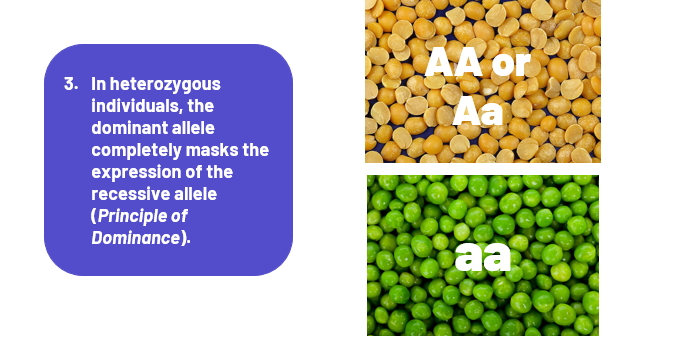 3. In heterozygous
individuals, the
dominant allele
completely masks the
expression of the
recessive allele
(Principle of
Dominance).
AA or
Aa
aa